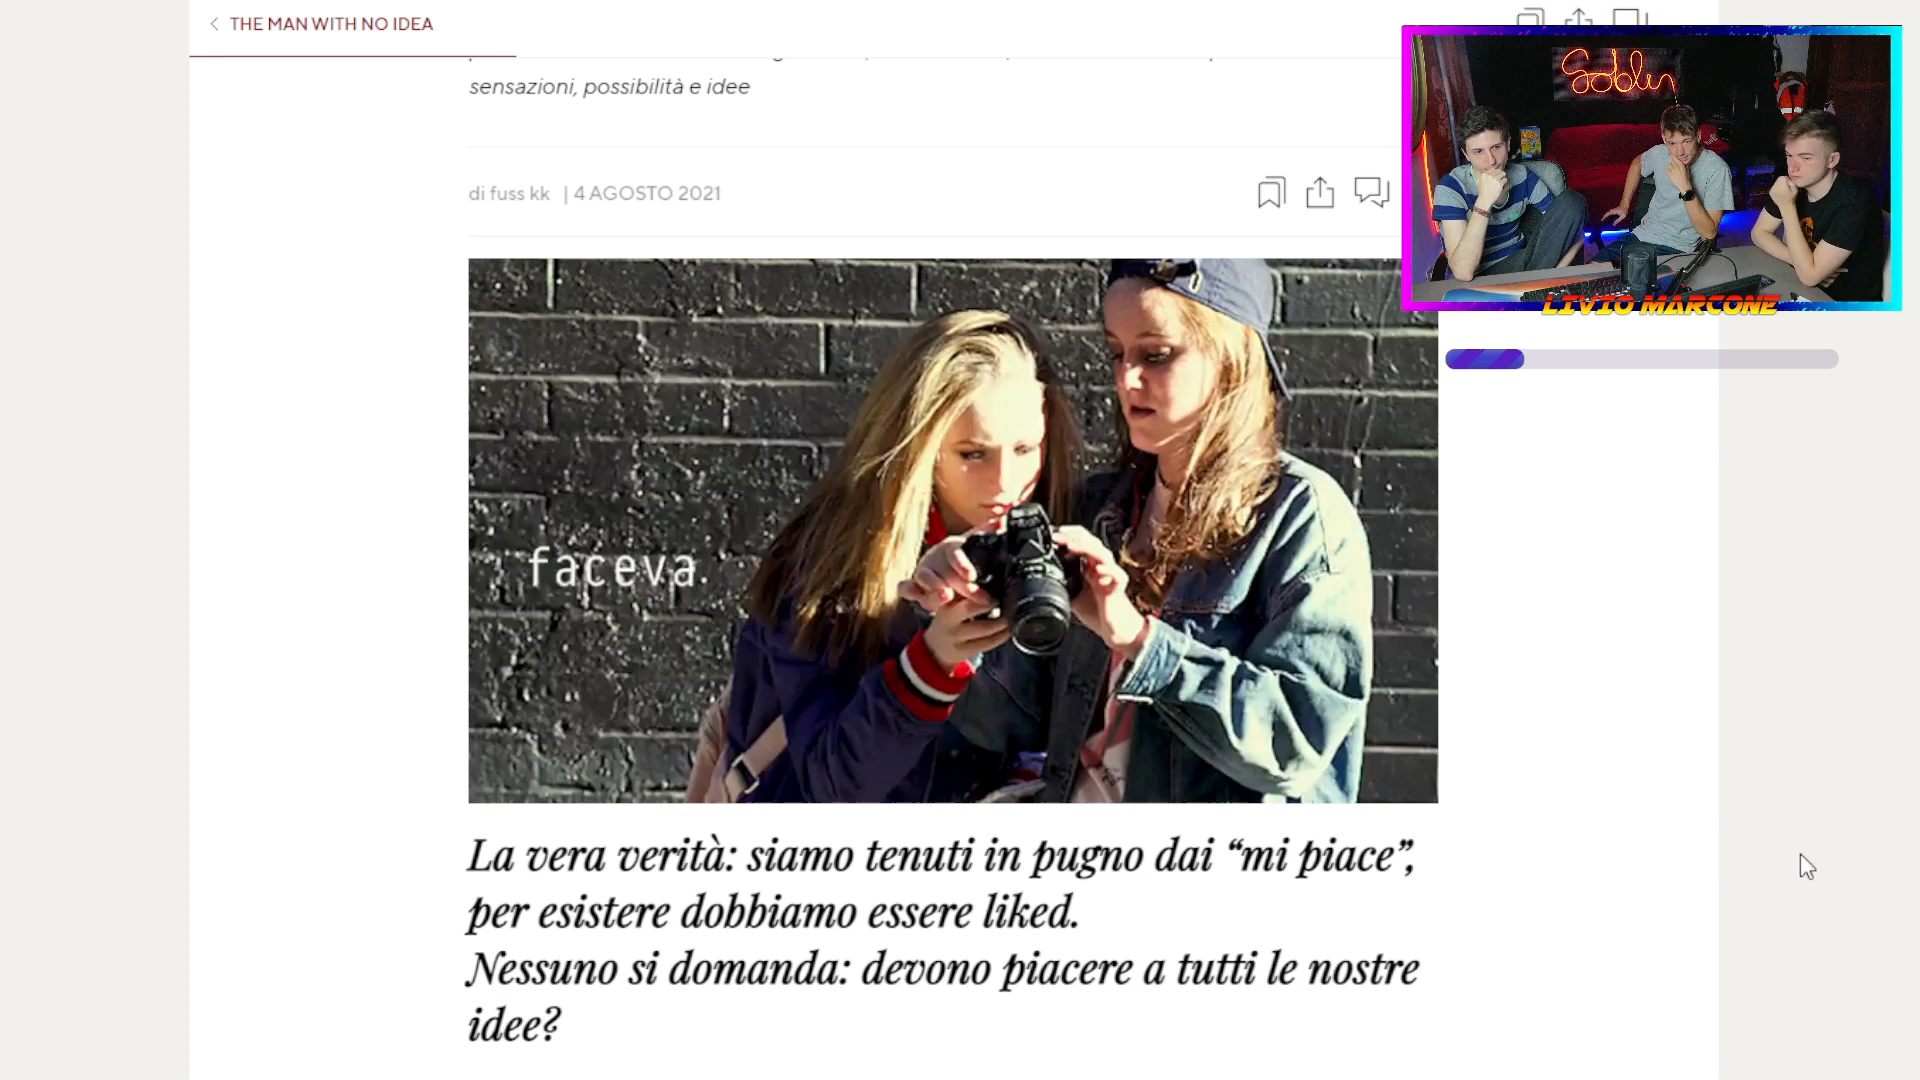 THE MAN WITH NO IDEA
sensazioni, possibilità e idee
di fuss kk | 4 AGOSTO 2021
Soblin
LIVIO MARCONE
faceva.
La vera verità: siamo tenuti in pugno dai “mi piace”,
per esistere dobbiamo essere liked.
Nessuno si domanda: devono piacere a tutti le nostre
idee?